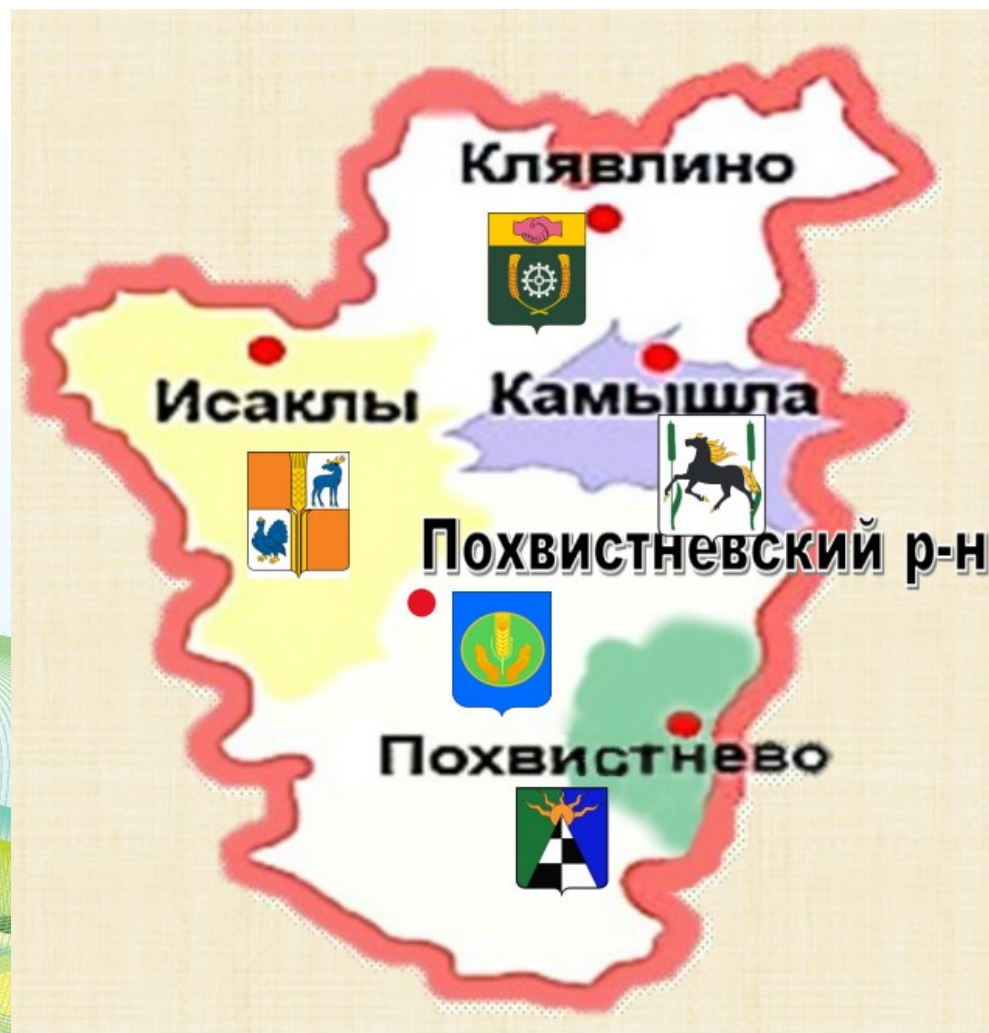 Клявлино
Исаклы
Камышла
Похвистневский р-н
Похвистнево